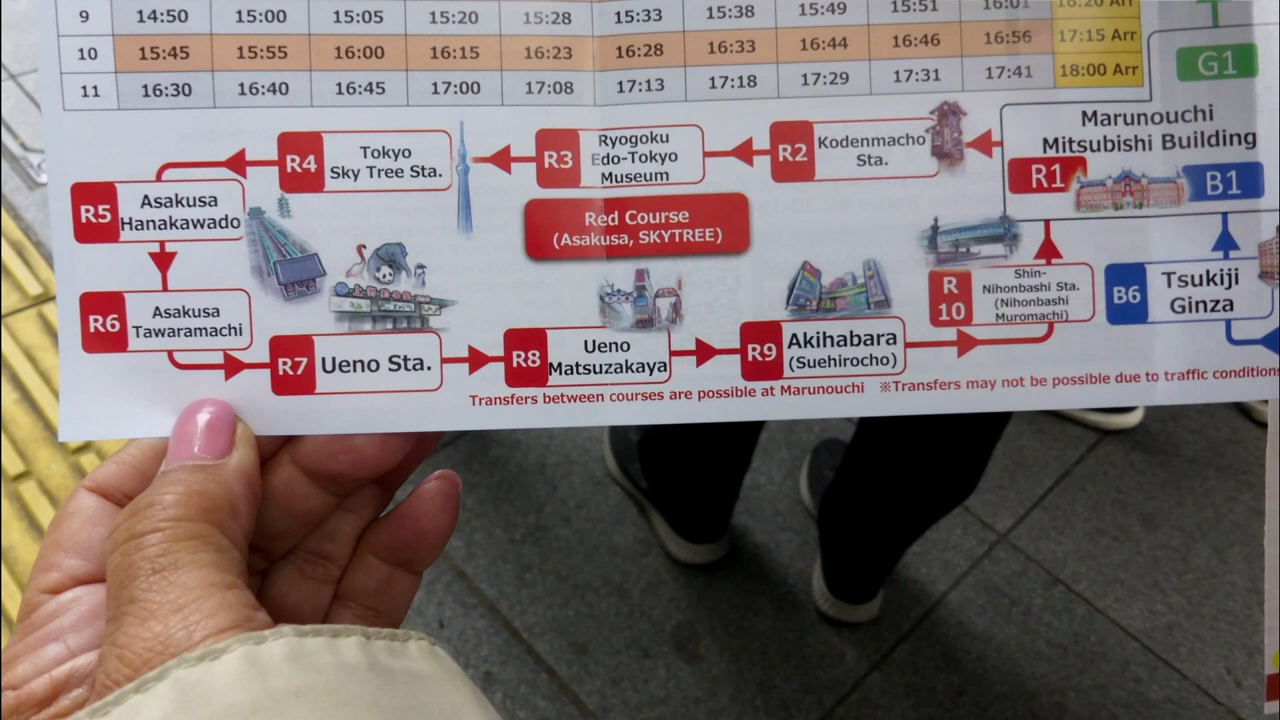 9 14:50 15:00 15:05 15:20 15:28 15:33 15:38 15:49 15:51 16:01 16:20 Arr
10 15:45 15:55 16:00 16:15 16:23 16:28 16:33 16:44 16:46 16:56 17:15 Arr
11 16:30 16:40 16:45 17:00 17:08 17:13 17:18 17:29 17:31 17:41 18:00 Arr
G1
Marunouchi
Mitsubishi Building
R1
B1
R2
Kodenmacho
Sta.
R3
Ryogoku
Edo-Tokyo
Museum
R4
Tokyo
Sky Tree Sta.
R5
Asakusa
Hanakawado
Red Course
(Asakusa, SKYTREE)
R6
Asakusa
Tawaramachi
R7
Ueno Sta.
R8
Ueno
Matsuzakaya
R9
Akihabara
(Suehirocho)
R
10
Shin-
Nihonbashi Sta.
(Nihonbashi
Muromachi)
B6
Tsukiji
Ginza
Transfers between courses are possible at Marunouchi ※Transfers may not be possible due to traffic conditions